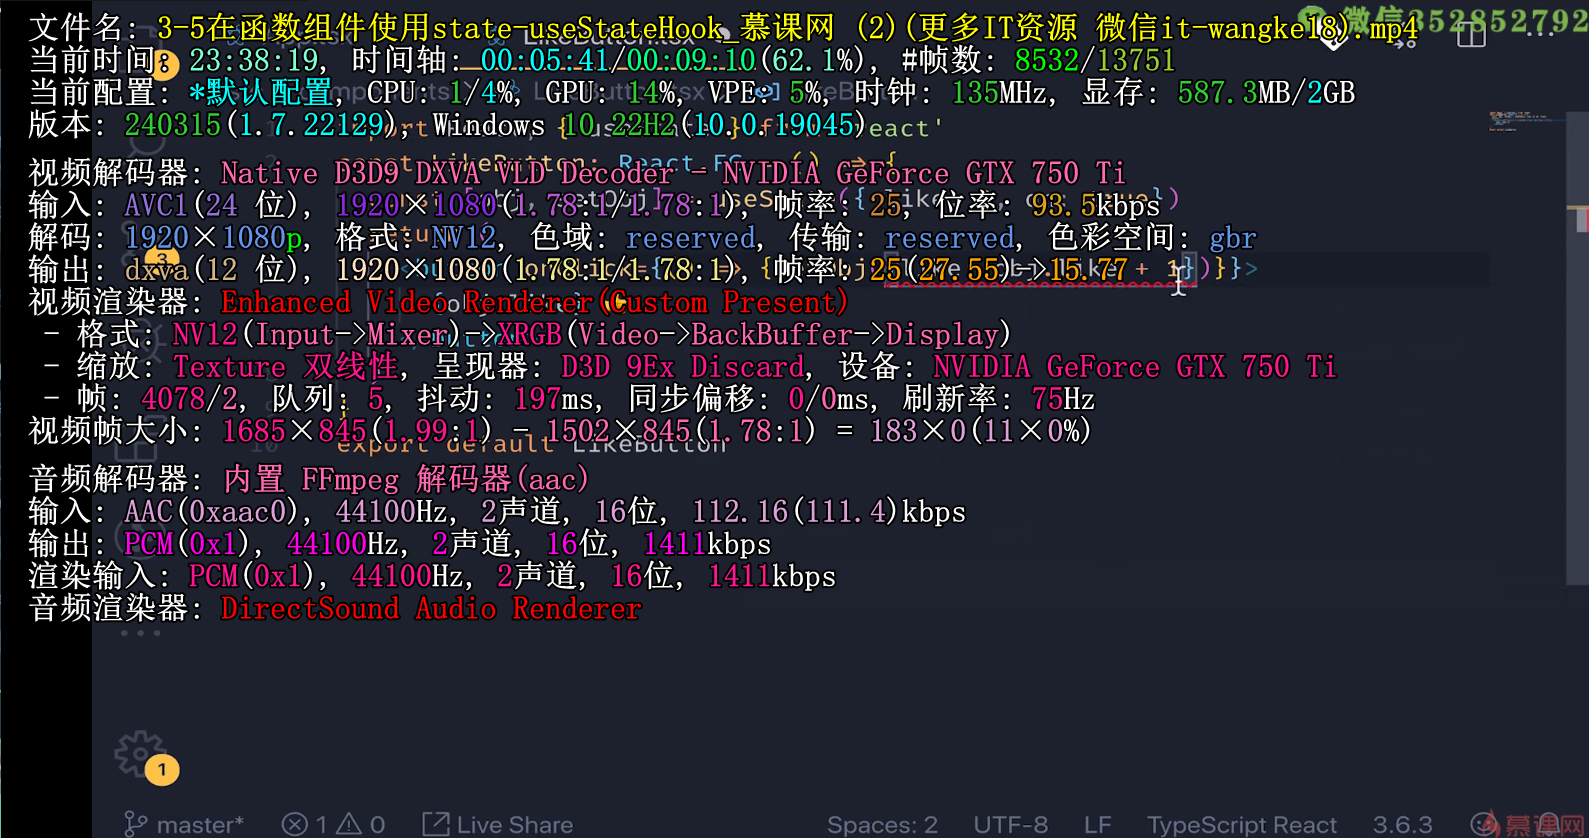 文件名: 3-5在函数组件使用state-useStateHook_慕课网 (2)(更多IT资源 微信it-wangke18).mp4
微信352852792
当前时间: 23:38:19, 时间轴: 00:05:41/00:09:10(62.1%), #帧数: 8532/13751
当前配置: *默认配置, CPU: 1/4%, GPU: 14%, VPE: 5%, 时钟: 135MHz, 显存: 587.3MB/2GB
版本: 240315(1.7.22129), Windows 10 22H2(10.0.19045)
视频解码器: Native D3D9 DXVA VLD Decoder - NVIDIA GeForce GTX 750 Ti
输入: AVC1(24 位), 1920×1080(1.78:1/1.78:1), 帧率: 25, 位率: 93.5kbps
解码: 1920×1080p, 格式: NV12, 色域: reserved, 传输: reserved, 色彩空间: gbr
输出: dxva(12 位), 1920×1080(1.78:1/1.78:1), 帧率: 25(27.55)->15.77
+ 1})}}>
视频渲染器: Enhanced Video Renderer(Custom Present)
- 格式: NV12(Input->Mixer)->XRGB(Video->BackBuffer->Display)
- 缩放: Texture 双线性, 呈现器: D3D 9Ex Discard, 设备: NVIDIA GeForce GTX 750 Ti
- 帧: 4078/2, 队列: 5, 抖动: 197ms, 同步偏移: 0/0ms, 刷新率: 75Hz
视频帧大小: 1685×845(1.99:1) - 1502×845(1.78:1) = 183×0(11×0%)
export default LikeButton
音频解码器: 内置 FFmpeg 解码器(aac)
输入: AAC(0xaac0), 44100Hz, 2声道, 16位, 112.16(111.4)kbps
输出: PCM(0x1), 44100Hz, 2声道, 16位, 1411kbps
渲染输入: PCM(0x1), 44100Hz, 2声道, 16位, 1411kbps
音频渲染器: DirectSound Audio Renderer
1
master* 1 0 Live Share Spaces: 2 UTF-8 LF TypeScript React 3.6.3 慕课网